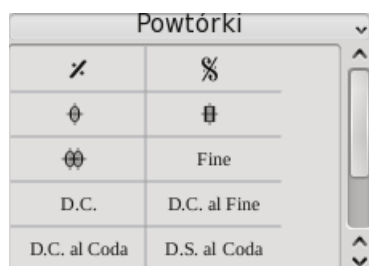 Powtórki
Fine
D.C. D.C. al Fine
D.C. al Coda D.S. al Coda